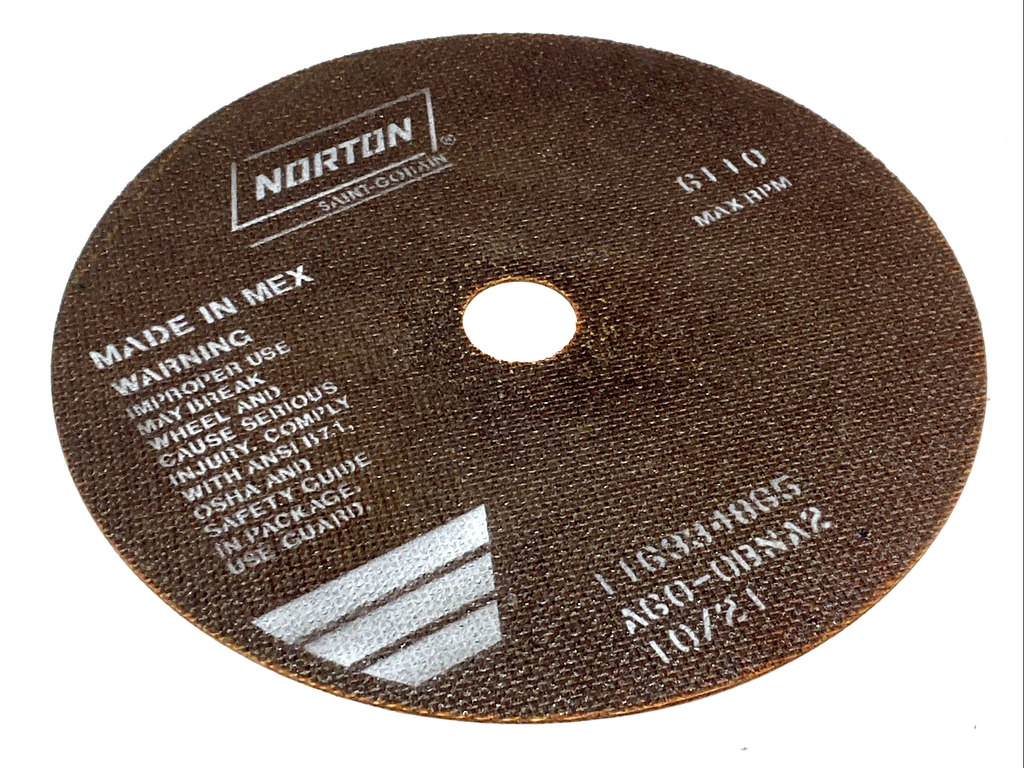 NORTON
®
SAINT-GOBAIN
6110
MAX RPM
MADE IN MEX
WARNING
IMPROPER USE
MAY BREAK
WHEEL AND
CAUSE SERIOUS
INJURY. COMPLY
WITH ANSI B7.1,
OSHA AND
SAFETY GUIDE
IN PACKAGE.
USE GUARD.
A60-OBNA2
10/21